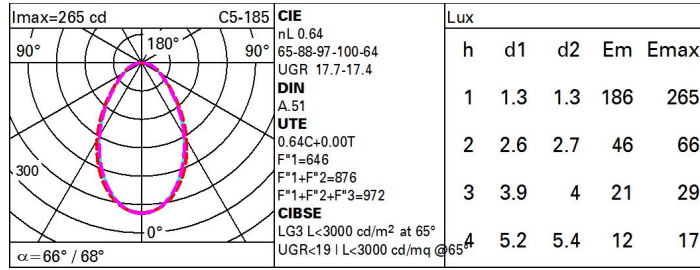 Imax=265 cd C5-185
90° 180° 90°
300
0°
α=66° / 68°
CIE
nL 0.64
65-88-97-100-64
UGR 17.7-17.4
DIN
A.51
UTE
0.64C+0.00T
F"1=646
F"1+F"2=876
F"1+F"2+F"3=972
CIBSE
LG3 L<3000 cd/m² at 65°
UGR<19 | L<3000 cd/mq @65°
Lux
h d1 d2 Em Emax
1 1.3 1.3 186 265
2 2.6 2.7 46 66
3 3.9 4 21 29
4 5.2 5.4 12 17